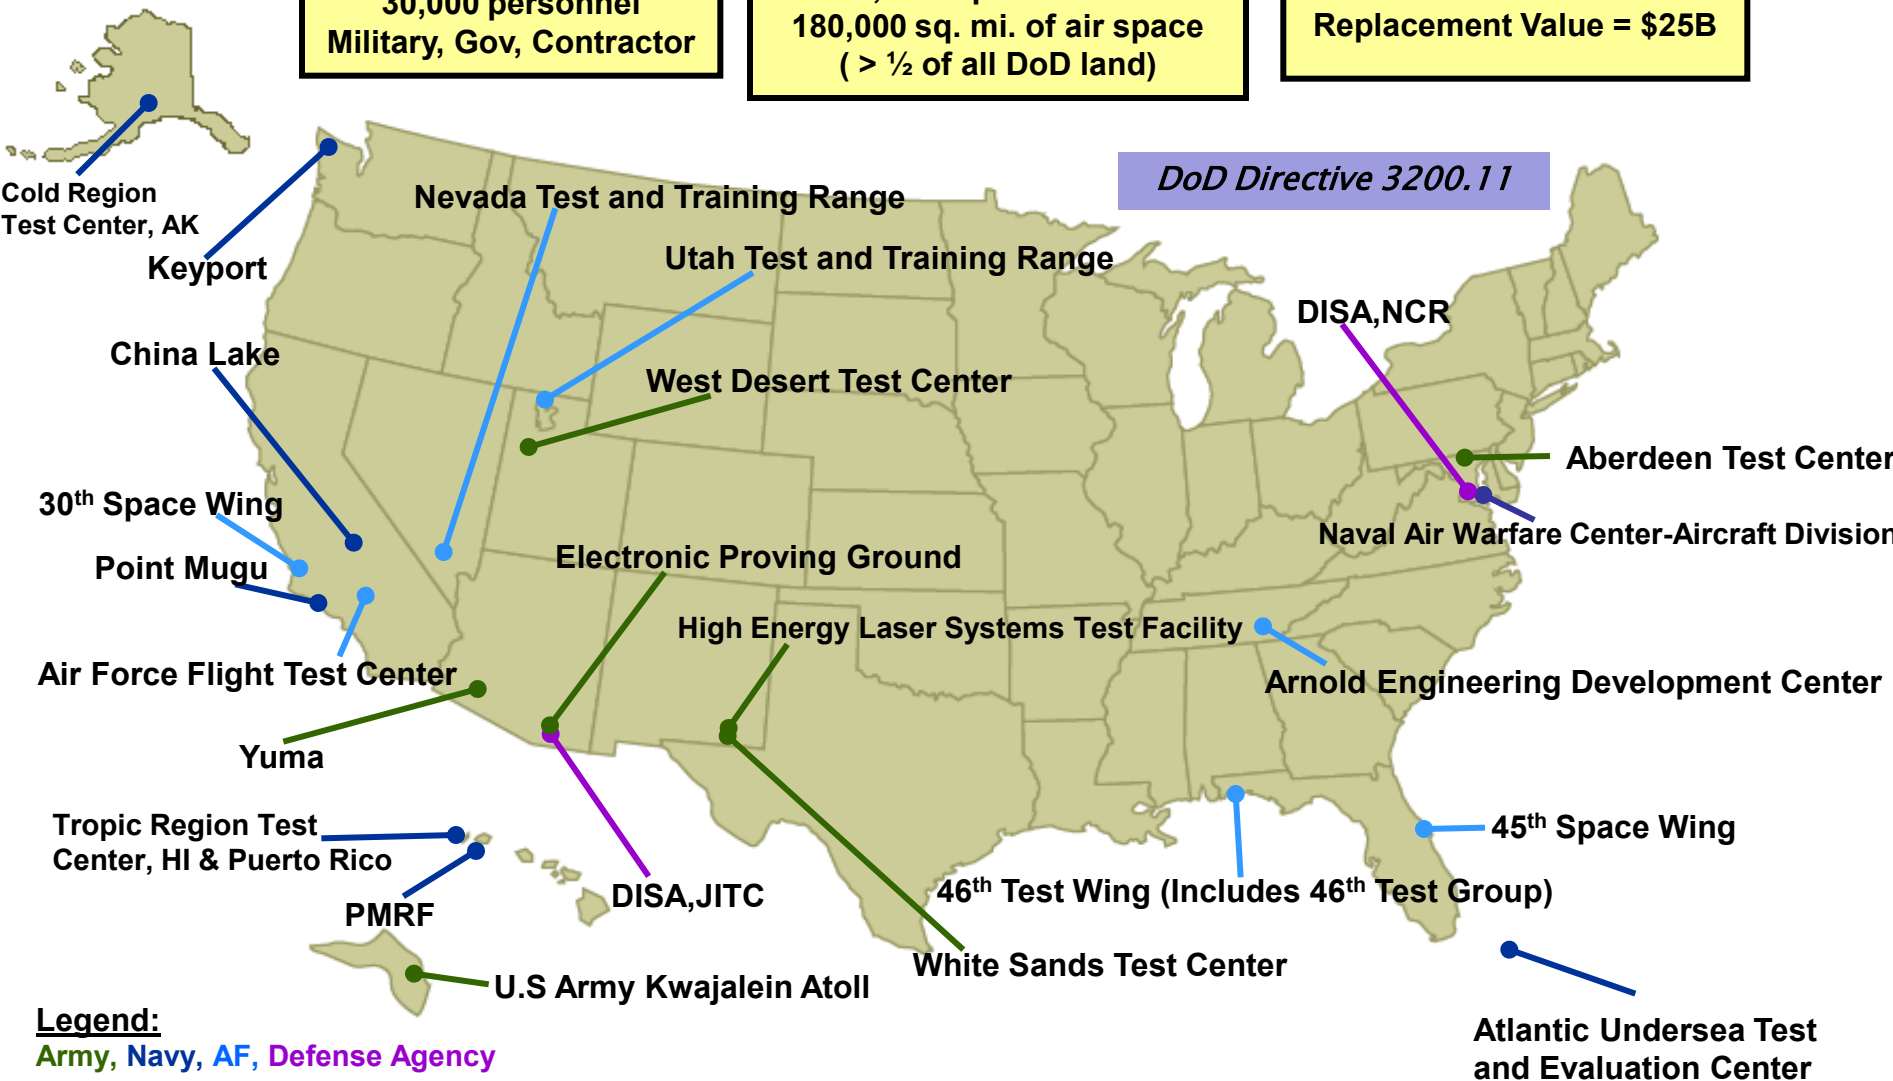 30,000 personnel
Military, Gov, Contractor
180,000 sq. mi. of air space
( > ½ of all DoD land)
Replacement Value = $25B
DoD Directive 3200.11
Cold Region
Test Center, AK
Keyport
Nevada Test and Training Range
Utah Test and Training Range
DISA,NCR
China Lake
West Desert Test Center
Aberdeen Test Center
30th Space Wing
Naval Air Warfare Center-Aircraft Division
Point Mugu
Electronic Proving Ground
High Energy Laser Systems Test Facility
Air Force Flight Test Center
Arnold Engineering Development Center
Yuma
Tropic Region Test
Center, HI & Puerto Rico
45th Space Wing
PMRF
DISA,JITC
46th Test Wing (Includes 46th Test Group)
White Sands Test Center
U.S Army Kwajalein Atoll
Legend:
Army, Navy, AF, Defense Agency
Atlantic Undersea Test
and Evaluation Center